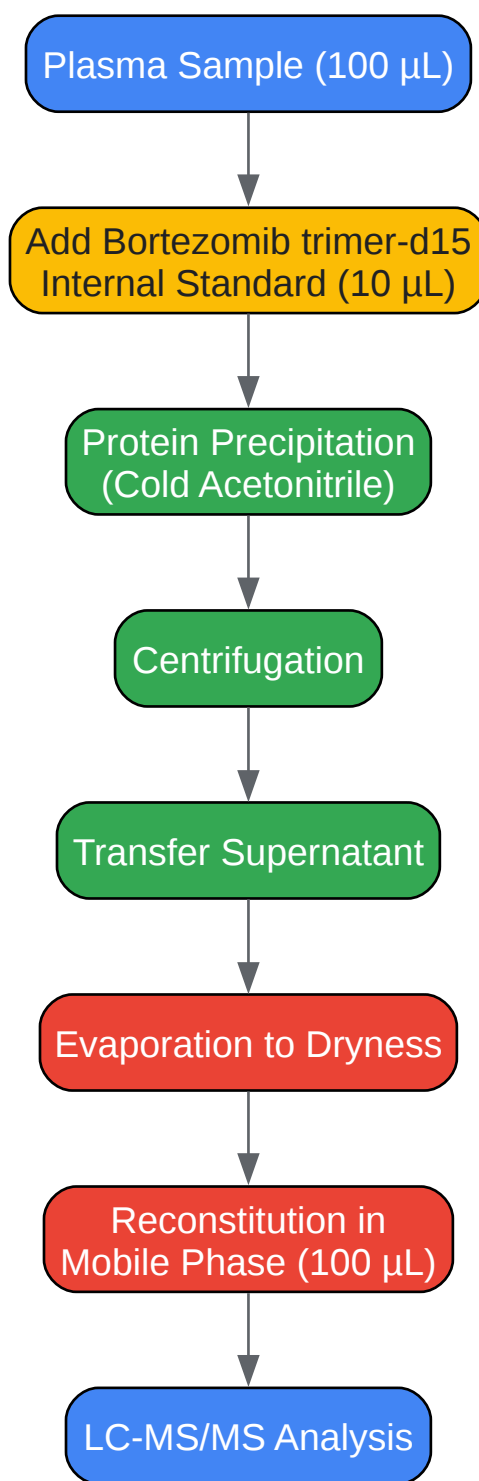 Plasma Sample (100 µL)
Add Bortezomib trimer-d15
Internal Standard (10 µL)
Protein Precipitation
(Cold Acetonitrile)
Centrifugation
Transfer Supernatant
Evaporation to Dryness
Reconstitution in
Mobile Phase (100 µL)
LC-MS/MS Analysis